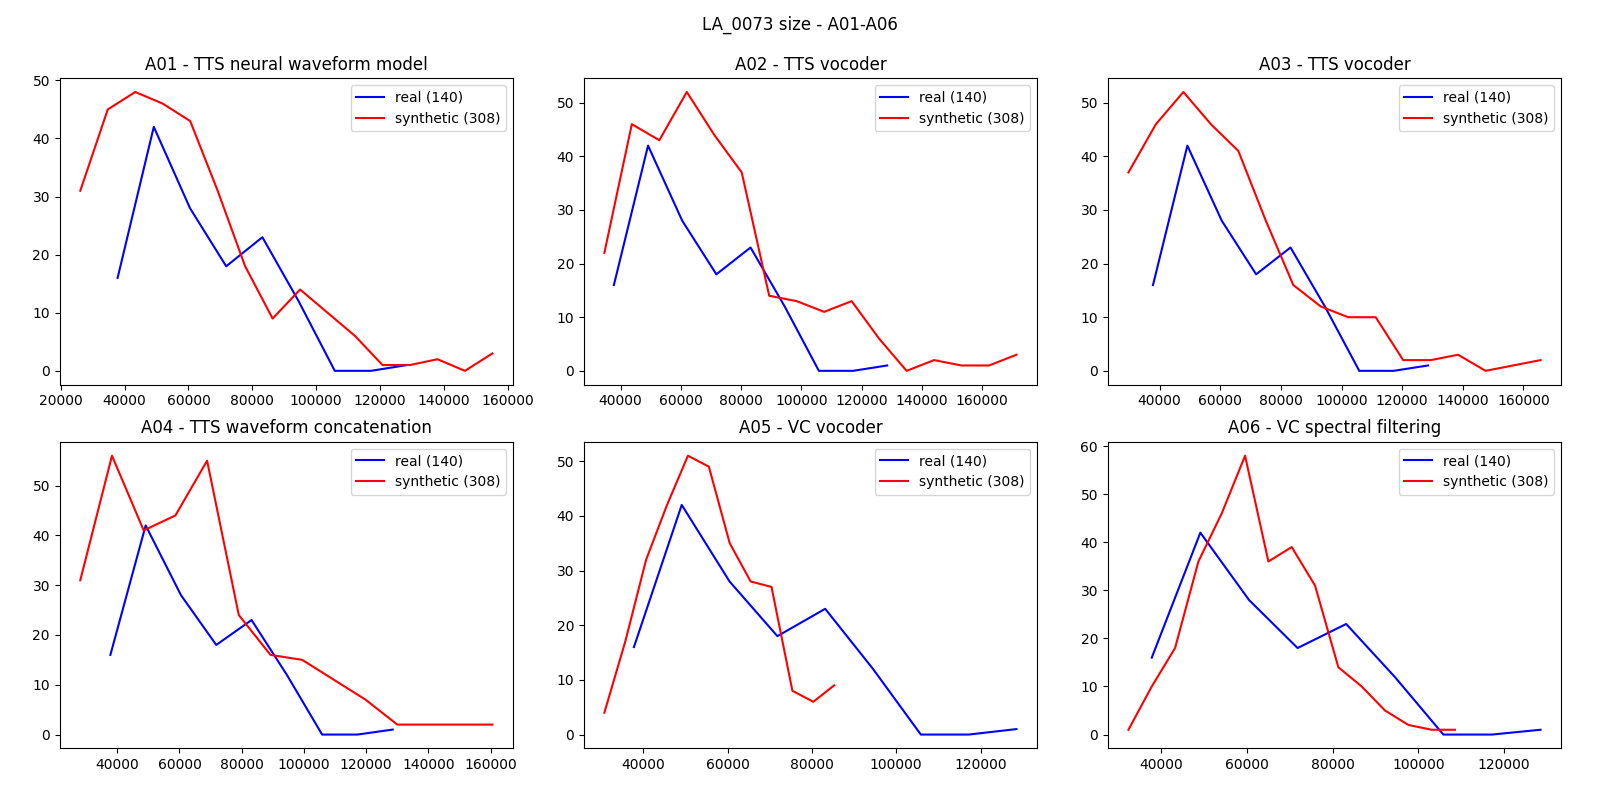 LA_0073 size - A01-A06
A01 - TTS neural waveform model
50
40
30
20
10
0
real (140)
synthetic (308)
20000 40000 60000 80000 100000 120000 140000 160000
A02 - TTS vocoder
50
40
30
20
10
0
real (140)
synthetic (308)
40000 60000 80000 100000 120000 140000 160000
A03 - TTS vocoder
50
40
30
20
10
0
real (140)
synthetic (308)
40000 60000 80000 100000 120000 140000 160000
A04 - TTS waveform concatenation
50
40
30
20
10
0
real (140)
synthetic (308)
40000 60000 80000 100000 120000 140000 160000
A05 - VC vocoder
50
40
30
20
10
0
real (140)
synthetic (308)
40000 60000 80000 100000 120000
A06 - VC spectral filtering
60
50
40
30
20
10
0
real (140)
synthetic (308)
40000 60000 80000 100000 120000